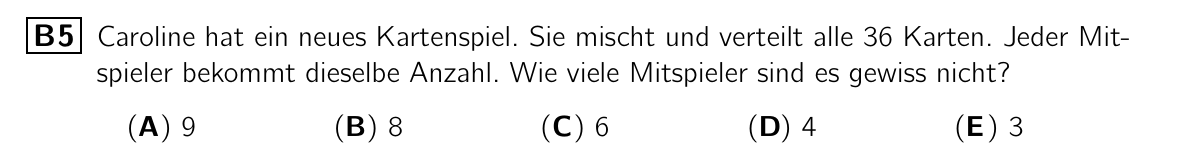 B5 Caroline hat ein neues Kartenspiel. Sie mischt und verteilt alle 36 Karten. Jeder Mit-
spieler bekommt dieselbe Anzahl. Wie viele Mitspieler sind es gewiss nicht?
(A) 9 (B) 8 (C) 6 (D) 4 (E) 3